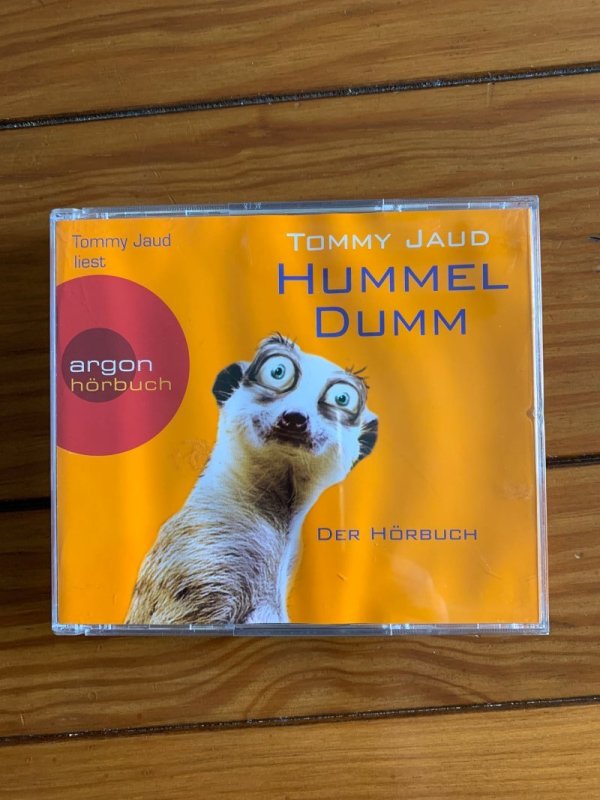 Tommy Jaud
liest
argon
hörbuch
TOMMY JAUD
HUMMEL
DUMM
DER HÖRBUCH